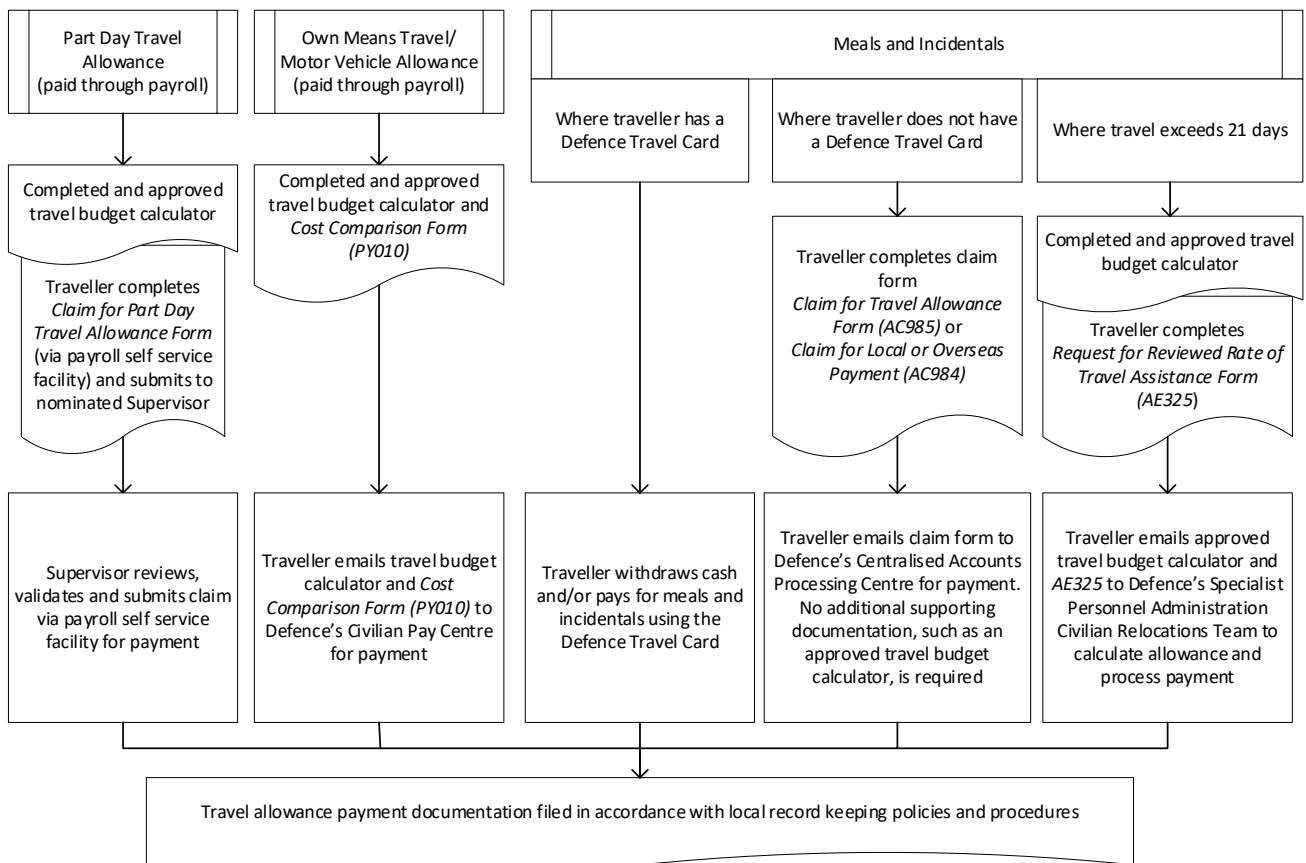 Part Day Travel
Allowance
(paid through payroll)
Own Means Travel/
Motor Vehicle Allowance
(paid through payroll)
Meals and Incidentals
Where traveller has a
Defence Travel Card
Where traveller does not have
a Defence Travel Card
Where travel exceeds 21 days
Completed and approved
travel budget calculator
Traveller completes
Claim for Part Day
Travel Allowance Form
(via payroll self service
facility) and submits to
nominated Supervisor
Completed and approved
travel budget calculator and
Cost Comparison Form
(PY010)
Traveller completes claim
form
Claim for Travel Allowance
Form (AC985) or
Claim for Local or Overseas
Payment (AC984)
Completed and approved travel
budget calculator
Traveller completes
Request for Reviewed Rate of
Travel Assistance Form
(AE325)
Supervisor reviews,
validates and submits claim
via payroll self service
facility for payment
Traveller emails travel budget
calculator and Cost
Comparison Form (PY010) to
Defence’s Civilian Pay Centre
for payment
Traveller withdraws cash
and/or pays for meals and
incidentals using the
Defence Travel Card
Traveller emails claim form to
Defence’s Centralised Accounts
Processing Centre for payment.
No additional supporting
documentation, such as an
approved travel budget
calculator, is required
Traveller emails approved
travel budget calculator and
AE325 to Defence’s Specialist
Personnel Administration
Civilian Relocations Team to
calculate allowance and
process payment
Travel allowance payment documentation filed in accordance with local record keeping policies and procedures